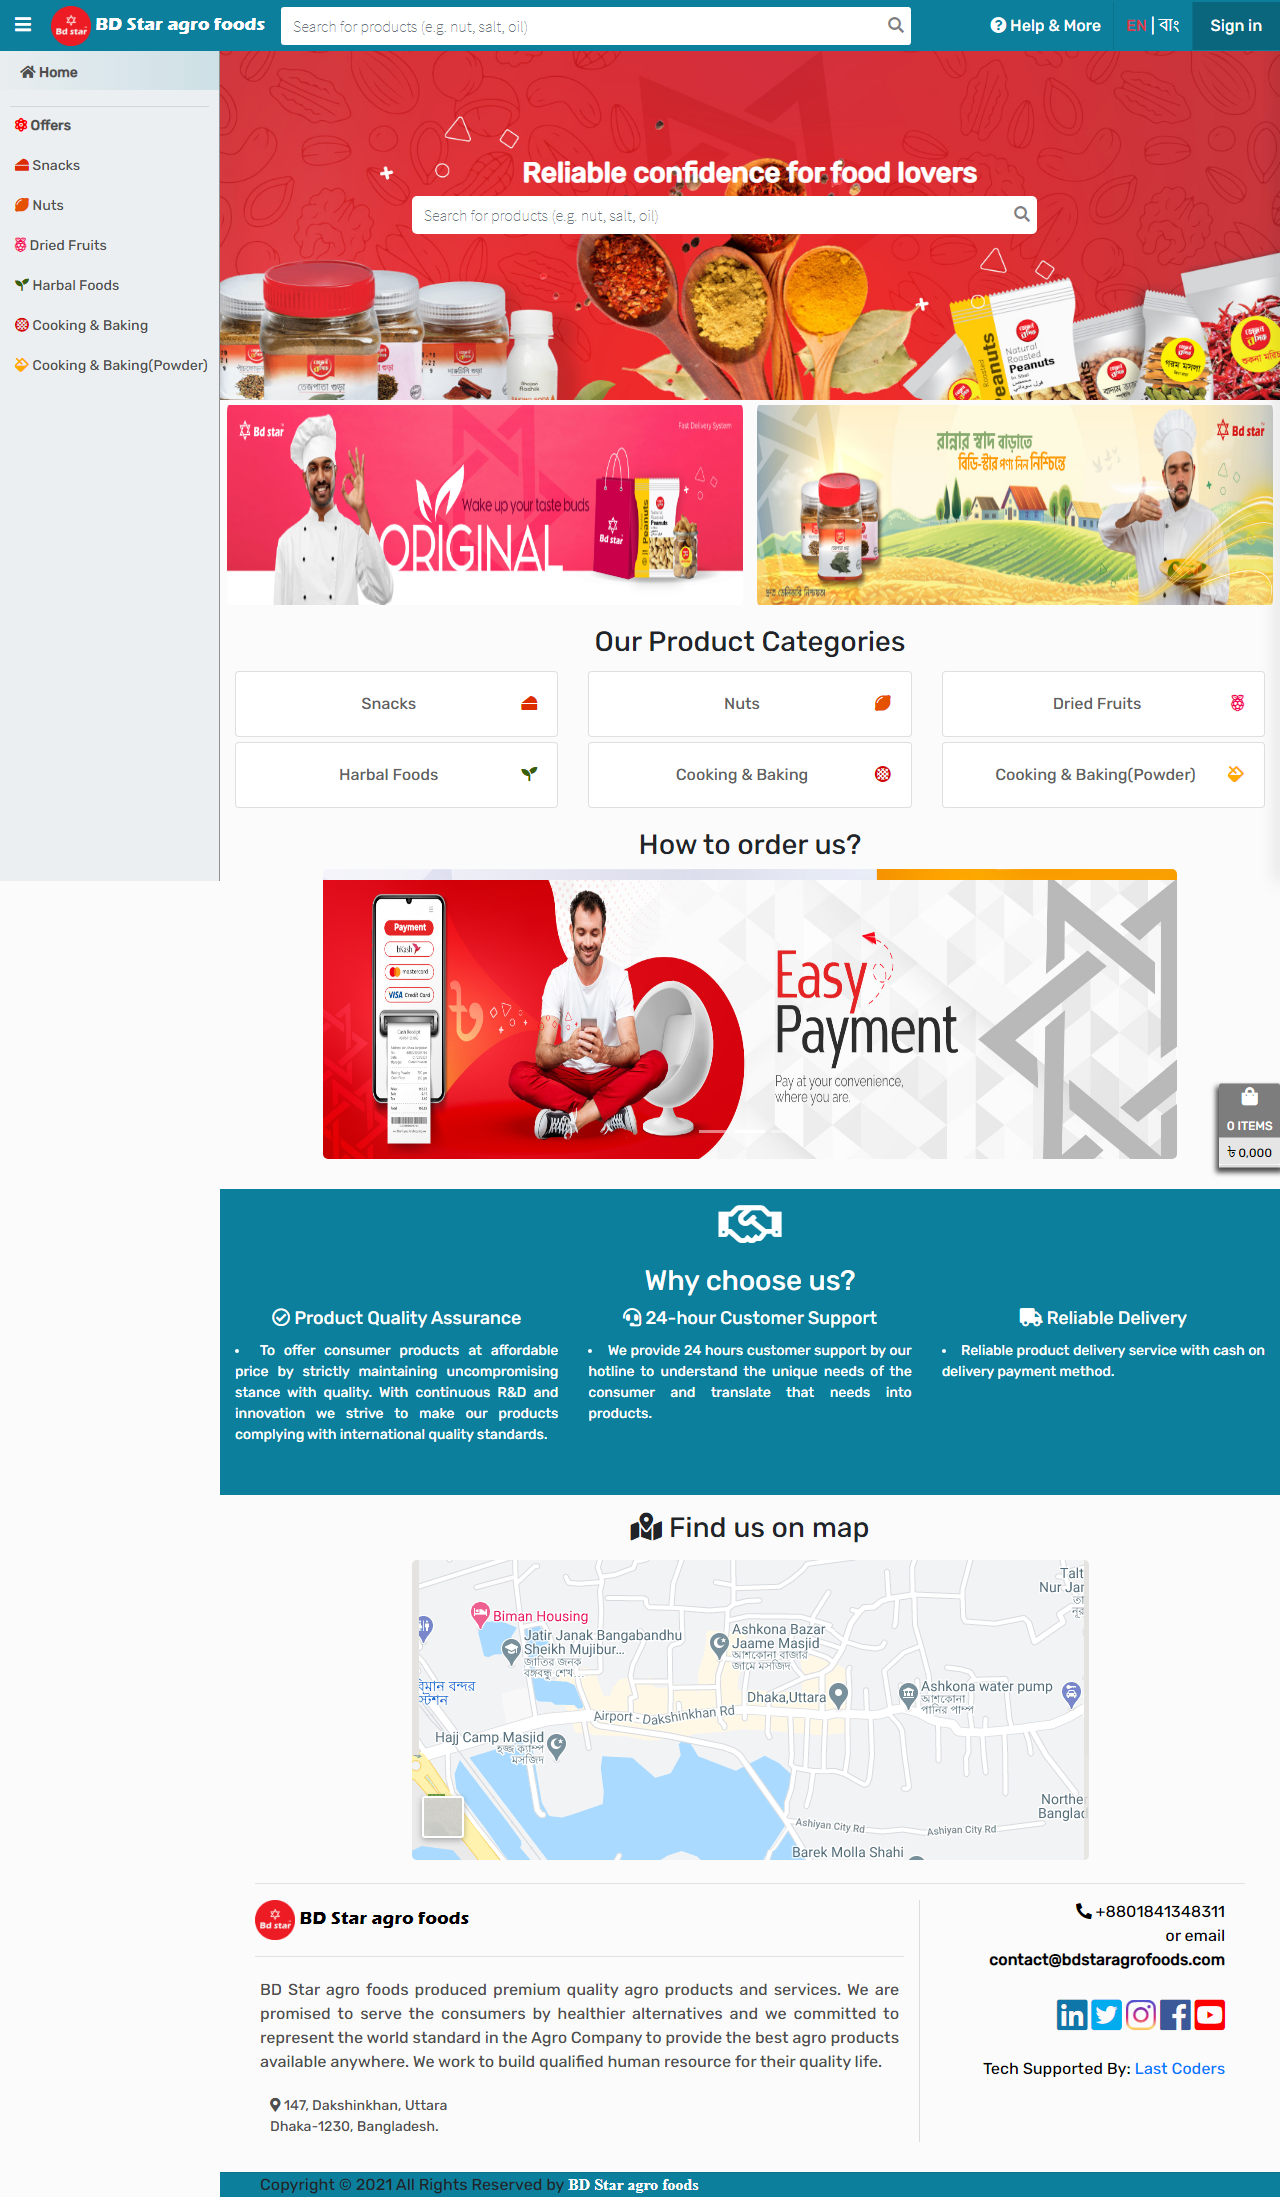 Bd star
BD Star agro foods
Search for products (e.g. nut, salt, oil)
Help & More
EN | বাং
Sign in
Home
Offers
Snacks
Nuts
Dried Fruits
Harbal Foods
Cooking & Baking
Cooking & Baking(Powder)
Reliable confidence for food lovers
Search for products (e.g. nut, salt, oil)
তেজপাতা গুড়া
Natural
Roasted
Peanuts
Bd star
Fast Delivery System
Wake up your taste buds
ORIGINAL
Bd star
রান্নার স্বাদ বাড়াতে
বিডি-ষ্টার পণ্য নিন নিশ্চিন্তে
Bd star
Our Product Categories
Snacks
Nuts
Dried Fruits
Harbal Foods
Cooking & Baking
Cooking & Baking(Powder)
How to order us?
Payment
bKash
mastercard
VISA Credit Card
Easy
Payment
Pay at your convenience,
where you are.
0 ITEMS
৳ 0,000
Why choose us?
Product Quality Assurance
• To offer consumer products at affordable
price by strictly maintaining uncompromising
stance with quality. With continuous R&D and
innovation we strive to make our products
complying with international quality standards.
24-hour Customer Support
• We provide 24 hours customer support by our
hotline to understand the unique needs of the
consumer and translate that needs into
products.
Reliable Delivery
• Reliable product delivery service with cash on
delivery payment method.
Find us on map
Biman Housing
Jatir Janak Bangabandhu
Sheikh Mujibur...
জাতির জনক
বঙ্গবন্ধু শেখ...
Ashkona Bazar
Jaame Masjid
আশকোনা বাজার
জামে মসজিদ
Dhaka,Uttara
Ashkona water pump
আশকোনা
পানির পাম্প
Airport - Dakshinkhan Rd
Hajj Camp Masjid
হজ্জ ক্যাম্প
মসজিদ
Ashiyan City Rd
Ashiyan City Rd
Barek Molla Shahi
Bd star
BD Star agro foods
BD Star agro foods produced premium quality agro products and services. We are
promised to serve the consumers by healthier alternatives and we committed to
represent the world standard in the Agro Company to provide the best agro products
available anywhere. We work to build qualified human resource for their quality life.
147, Dakshinkhan, Uttara
Dhaka-1230, Bangladesh.
+8801841348311
or email
contact@bdstaragrofoods.com
Tech Supported By: Last Coders
Copyright © 2021 All Rights Reserved by BD Star agro foods